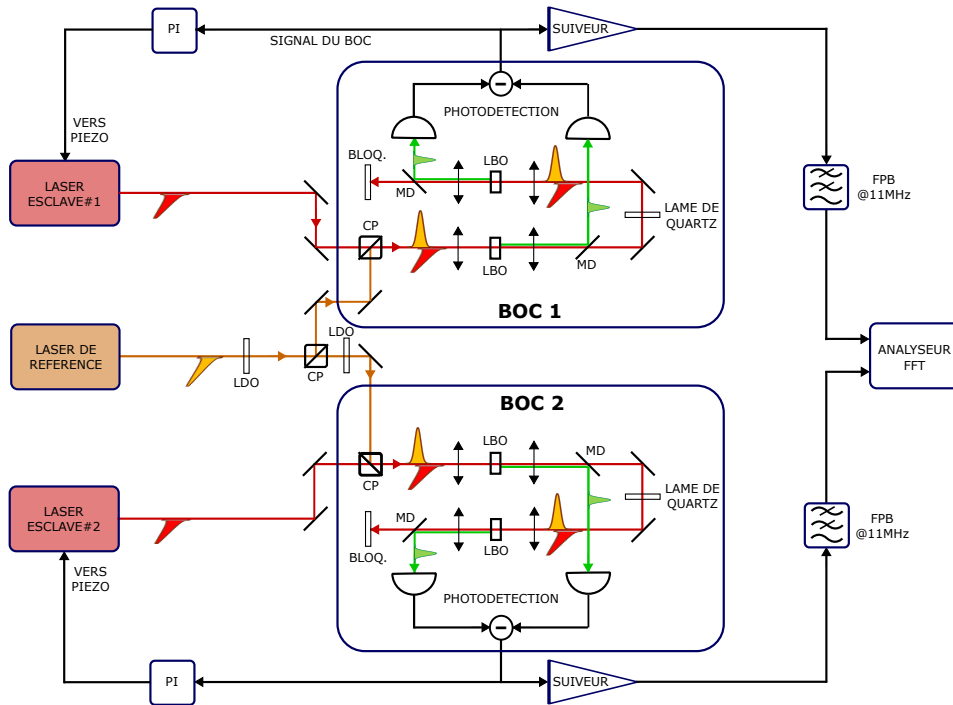 PI
SIGNAL DU BOC
SUIVEUR
VERS
PIEZO
PHOTODETECTION
BLOQ.
MD
LBO
FPB
@11MHz
LASER
ESCLAVE#1
LAME DE
QUARTZ
CP
LBO
MD
BOC 1
LASER DE
REFERENCE
LDO
CP
LDO
ANALYSEUR
FFT
BOC 2
LBO
MD
CP
LAME DE
QUARTZ
LASER
ESCLAVE#2
MD
BLOQ.
LBO
FPB
@11MHz
VERS
PIEZO
PHOTODETECTION
PI
SUIVEUR